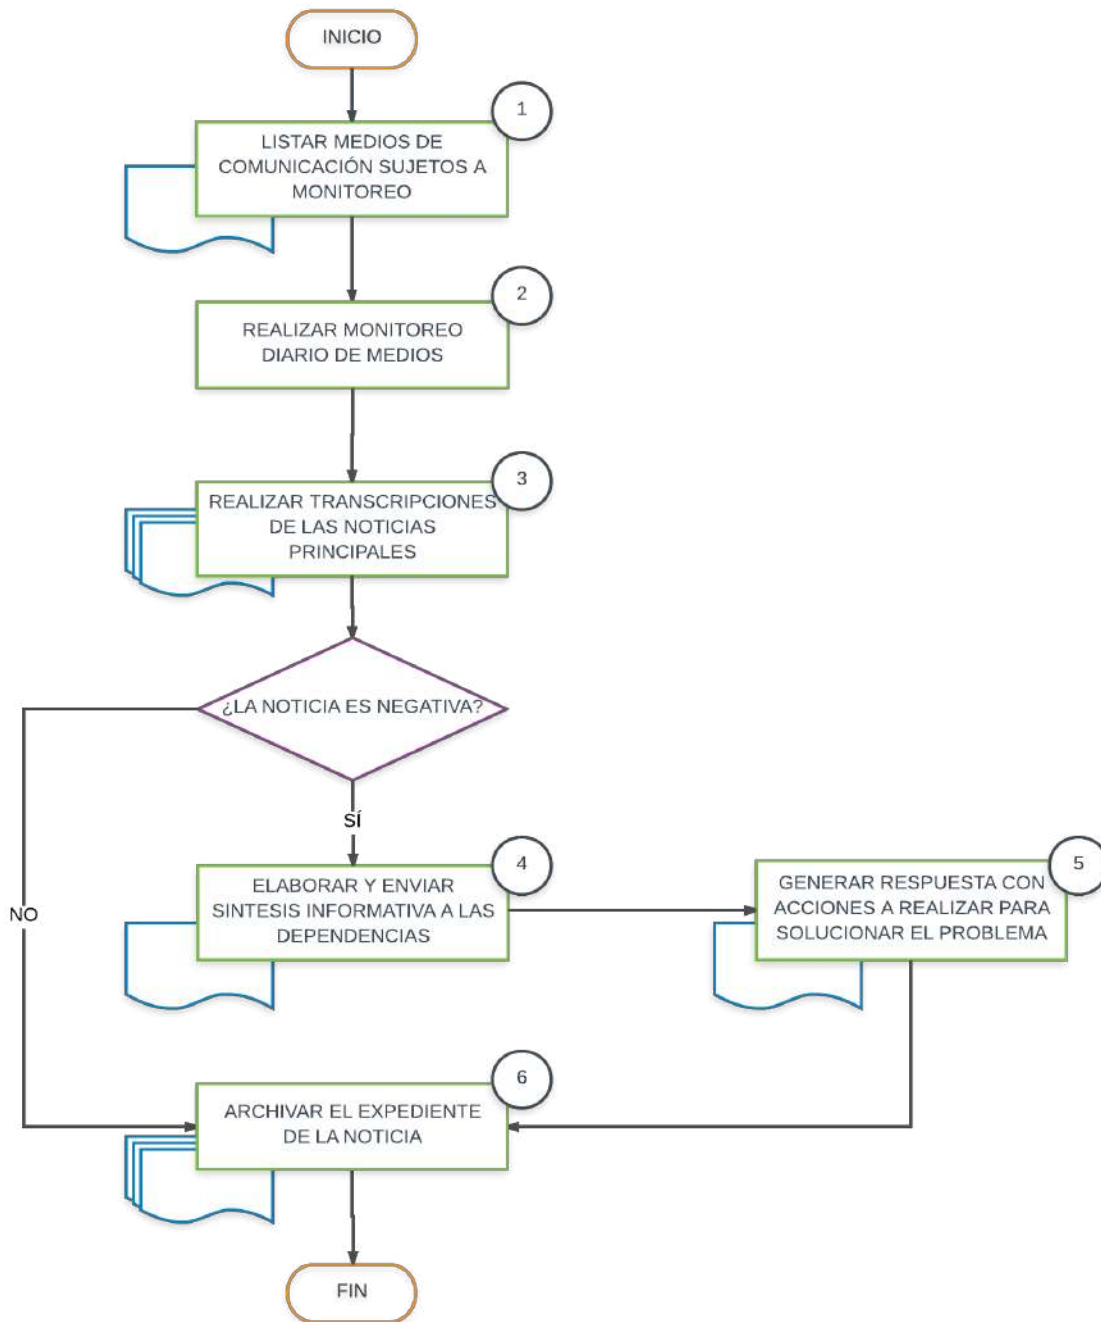 INICIO
1
LISTAR MEDIOS DE
COMUNICACIÓN SUJETOS A
MONITOREO
2
REALIZAR MONITOREO
DIARIO DE MEDIOS
3
REALIZAR TRANSCRIPCIONES
DE LAS NOTICIAS
PRINCIPALES
¿LA NOTICIA ES NEGATIVA?
SÍ
NO
4
ELABORAR Y ENVIAR
SINTESIS INFORMATIVA A LAS
DEPENDENCIAS
5
GENERAR RESPUESTA CON
ACCIONES A REALIZAR PARA
SOLUCIONAR EL PROBLEMA
6
ARCHIVAR EL EXPEDIENTE
DE LA NOTICIA
FIN